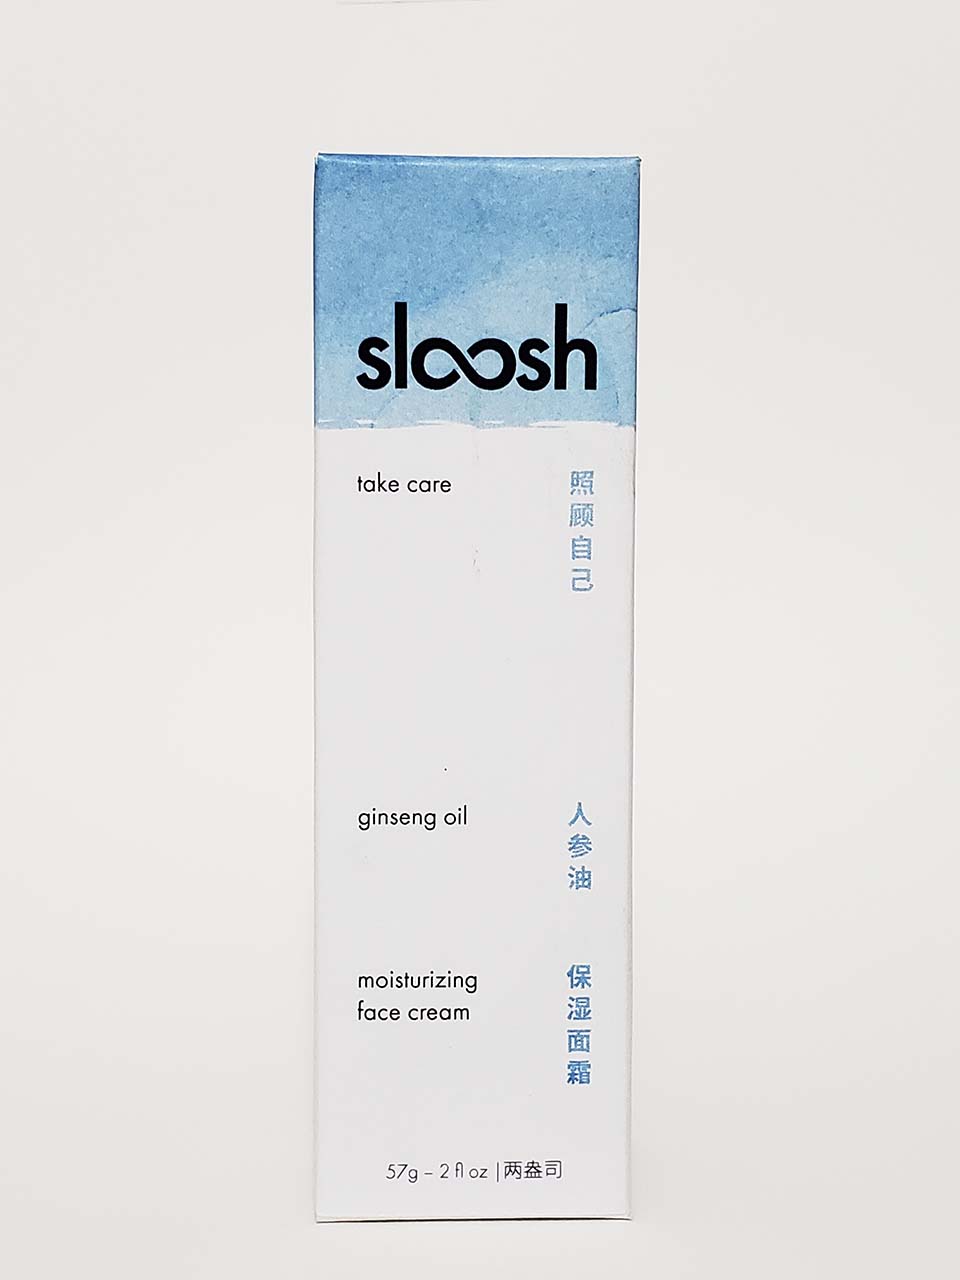 sloosh
take care
照顾自己
ginseng oil
人参油
moisturizing
face cream
保湿面霜
57g – 2 fl oz | 两盎司